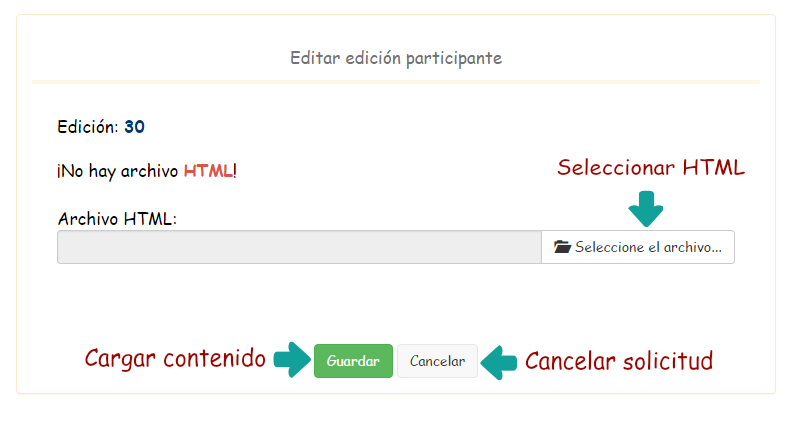 Editar edición participante
Edición: 30
¡No hay archivo HTML!
Seleccionar HTML
Archivo HTML:
Seleccione el archivo...
Cargar contenido
Guardar
Cancelar
Cancelar solicitud